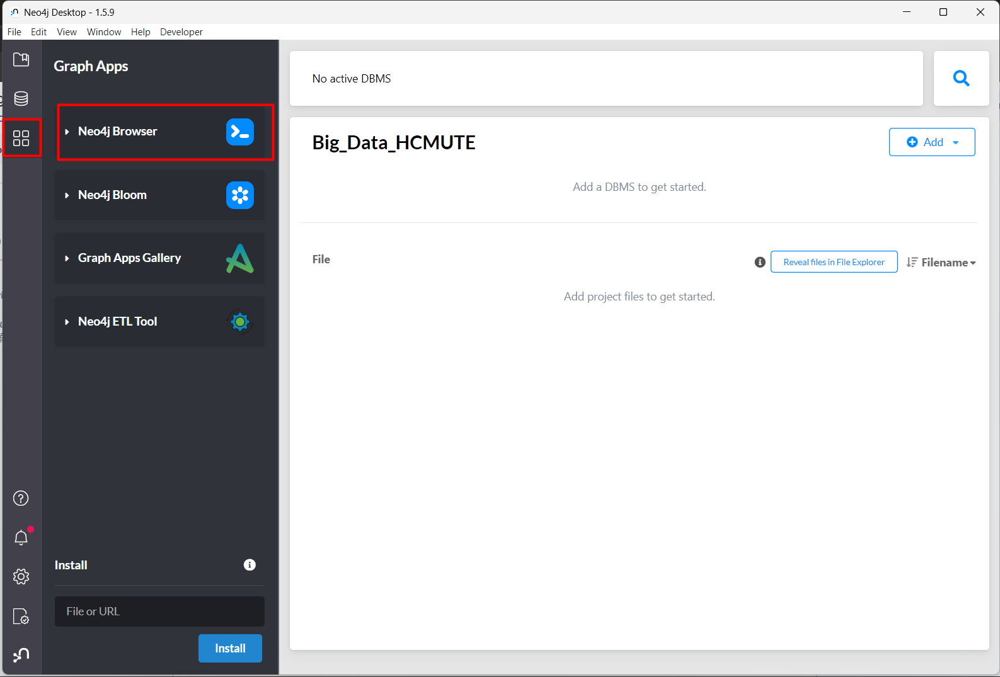 Neo4j Desktop - 1.5.9
File Edit View Window Help Developer
Graph Apps
Neo4j Browser
Neo4j Bloom
Graph Apps Gallery
Neo4j ETL Tool
Install
File or URL
Install
No active DBMS
Big_Data_HCMUTE
Add
Add a DBMS to get started.
File
Reveal files in File Explorer
Filename
Add project files to get started.